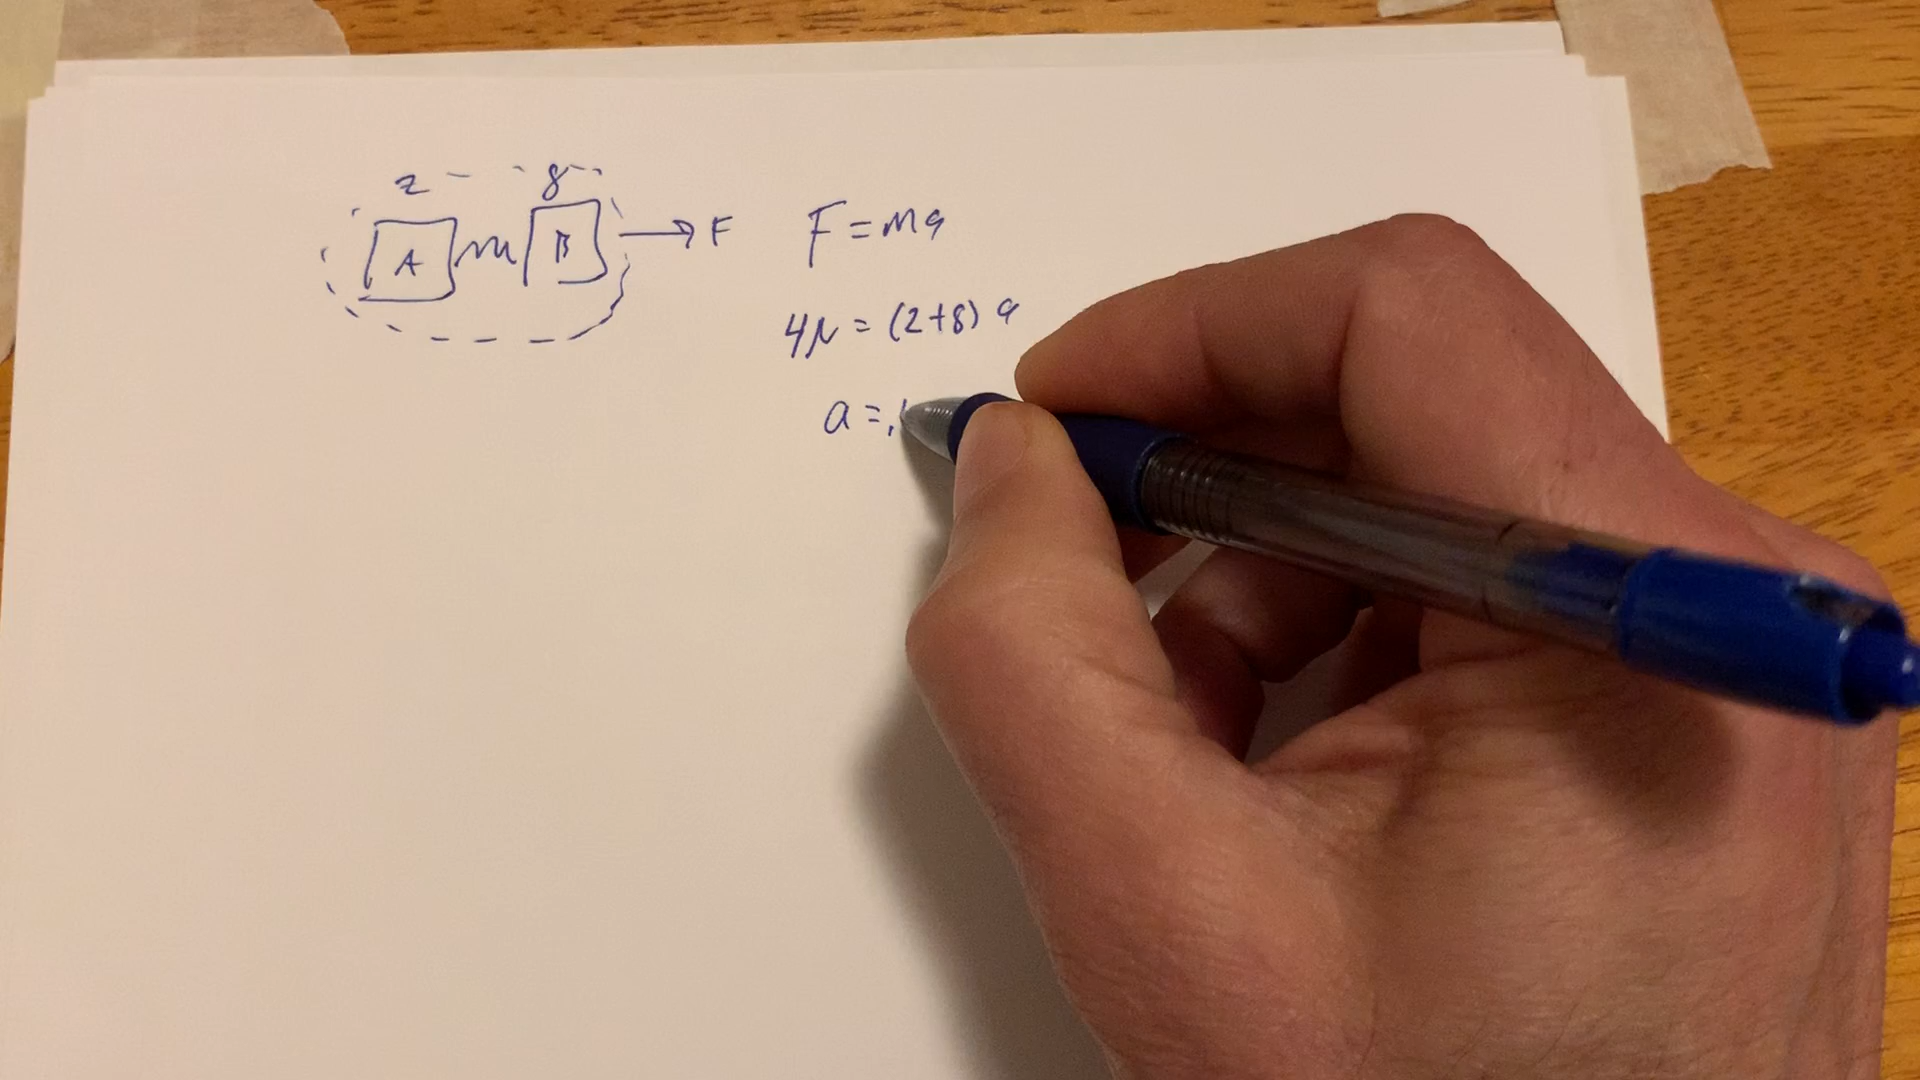 2 8
A B F
F = ma
4N = (2+8) a
a = .